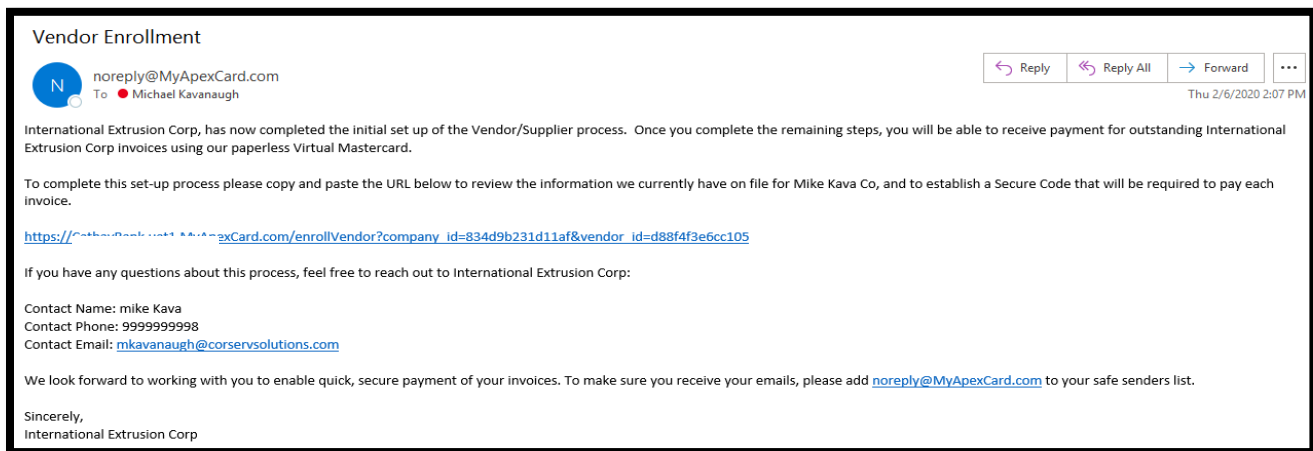 Vendor Enrollment
N
noreply@MyApexCard.com
To Michael Kavanaugh
Reply
Reply All
Forward
Thu 2/6/2020 2:07 PM
International Extrusion Corp, has now completed the initial set up of the Vendor/Supplier process. Once you complete the remaining steps, you will be able to receive payment for outstanding International
Extrusion Corp invoices using our paperless Virtual Mastercard.
To complete this set-up process please copy and paste the URL below to review the information we currently have on file for Mike Kava Co, and to establish a Secure Code that will be required to pay each
invoice.
https://exCard.com/enrollVendor?company_id=834d9b231d11af&vendor_id=d88f4f3e6cc105
If you have any questions about this process, feel free to reach out to International Extrusion Corp:
Contact Name: mike Kava
Contact Phone: 9999999998
Contact Email: mkavanaugh@corservsolutions.com
We look forward to working with you to enable quick, secure payment of your invoices. To make sure you receive your emails, please add noreply@MyApexCard.com to your safe senders list.
Sincerely,
International Extrusion Corp